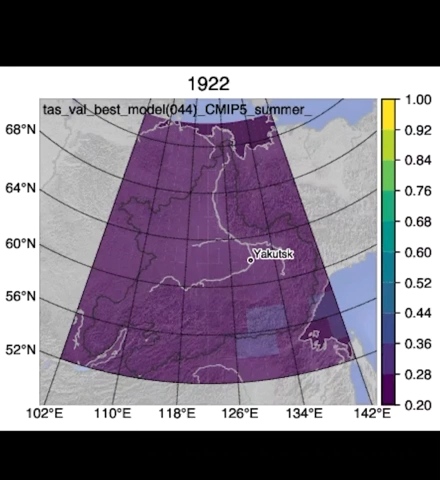 1922
tas_val_best_model(044)_CMIP5_summer_
68°N
64°N
60°N
56°N
52°N
Yakutsk
102°E 110°E 118°E 126°E 134°E 142°E
1.00
0.92
0.84
0.76
0.68
0.60
0.52
0.44
0.36
0.28
0.20